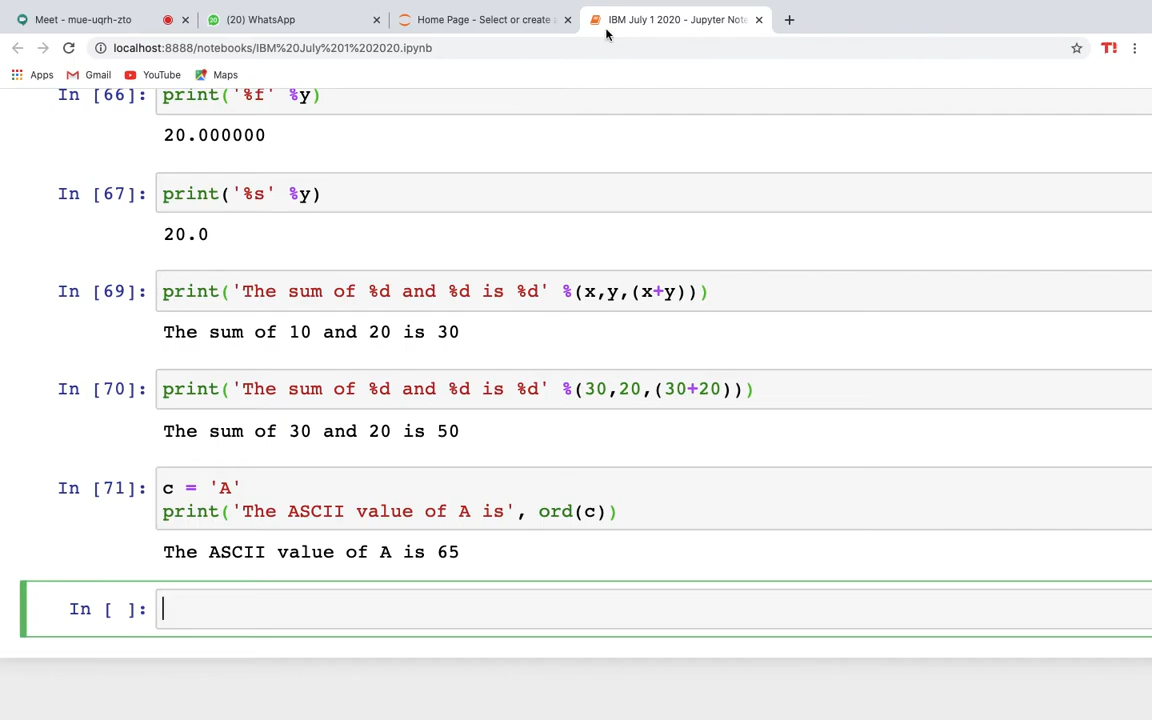 Meet - mue-uqrh-zto
(20) WhatsApp
Home Page - Select or create
IBM July 1 2020 - Jupyter Note
localhost:8888/notebooks/IBM%20July%201%202020.ipynb
T!
Apps Gmail YouTube Maps
In [66]: print('%f' %y)
20.000000
In [67]: print('%s' %y)
20.0
In [69]: print('The sum of %d and %d is %d' %(x,y,(x+y)))
The sum of 10 and 20 is 30
In [70]: print('The sum of %d and %d is %d' %(30,20,(30+20)))
The sum of 30 and 20 is 50
In [71]: c = 'A'
print('The ASCII value of A is', ord(c))
The ASCII value of A is 65
In [ ]: